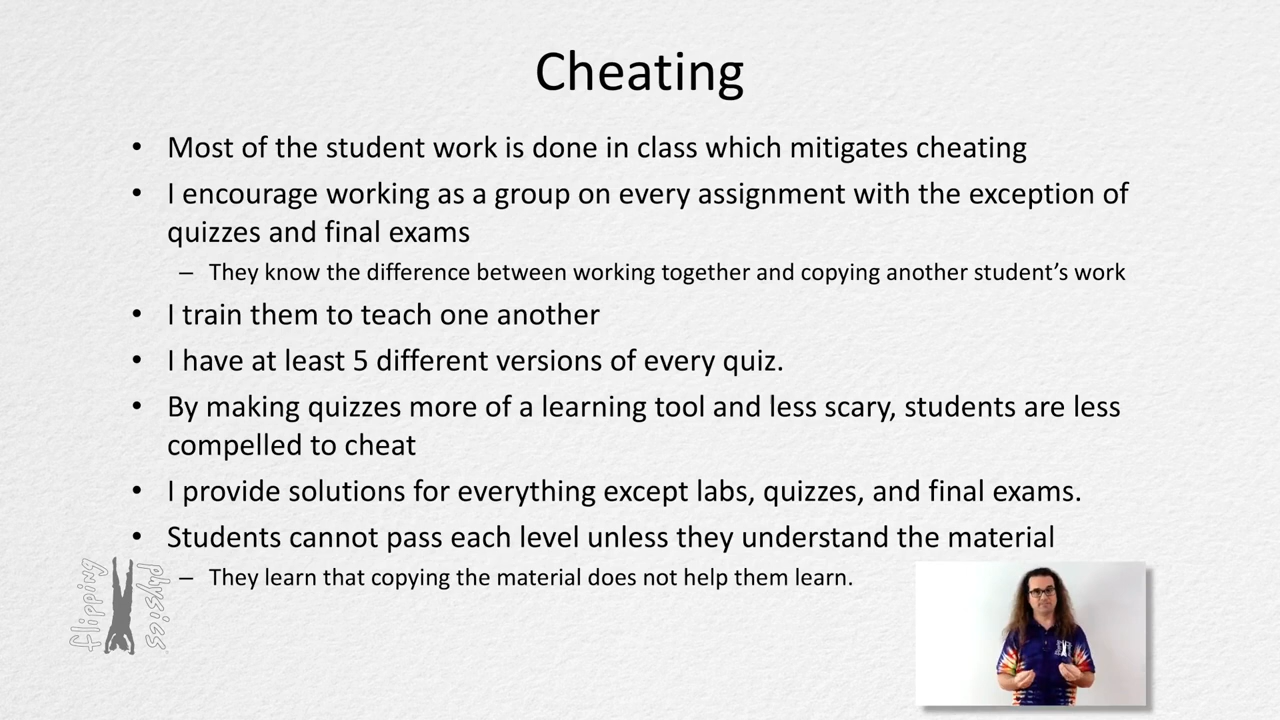 Cheating
• Most of the student work is done in class which mitigates cheating
• I encourage working as a group on every assignment with the exception of
quizzes and final exams
– They know the difference between working together and copying another student’s work
• I train them to teach one another
• I have at least 5 different versions of every quiz.
• By making quizzes more of a learning tool and less scary, students are less
compelled to cheat
• I provide solutions for everything except labs, quizzes, and final exams.
• Students cannot pass each level unless they understand the material
– They learn that copying the material does not help them learn.
flipping
physics